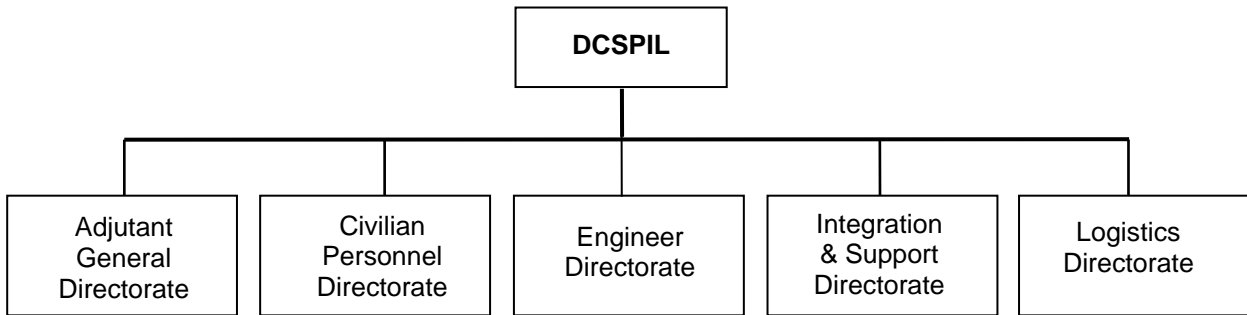 DCSPIL
Adjutant
General
Directorate
Civilian
Personnel
Directorate
Engineer
Directorate
Integration
& Support
Directorate
Logistics
Directorate